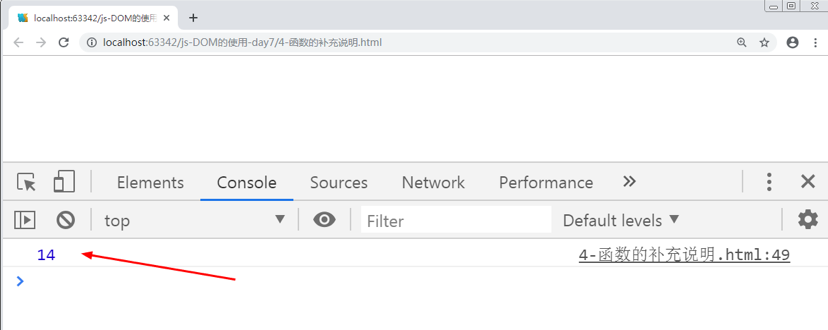 localhost:63342/js-DOM的使用
localhost:63342/js-DOM的使用-day7/4-函数的补充说明.html
Elements Console Sources Network Performance
top Filter Default levels
14 4-函数的补充说明.html:49